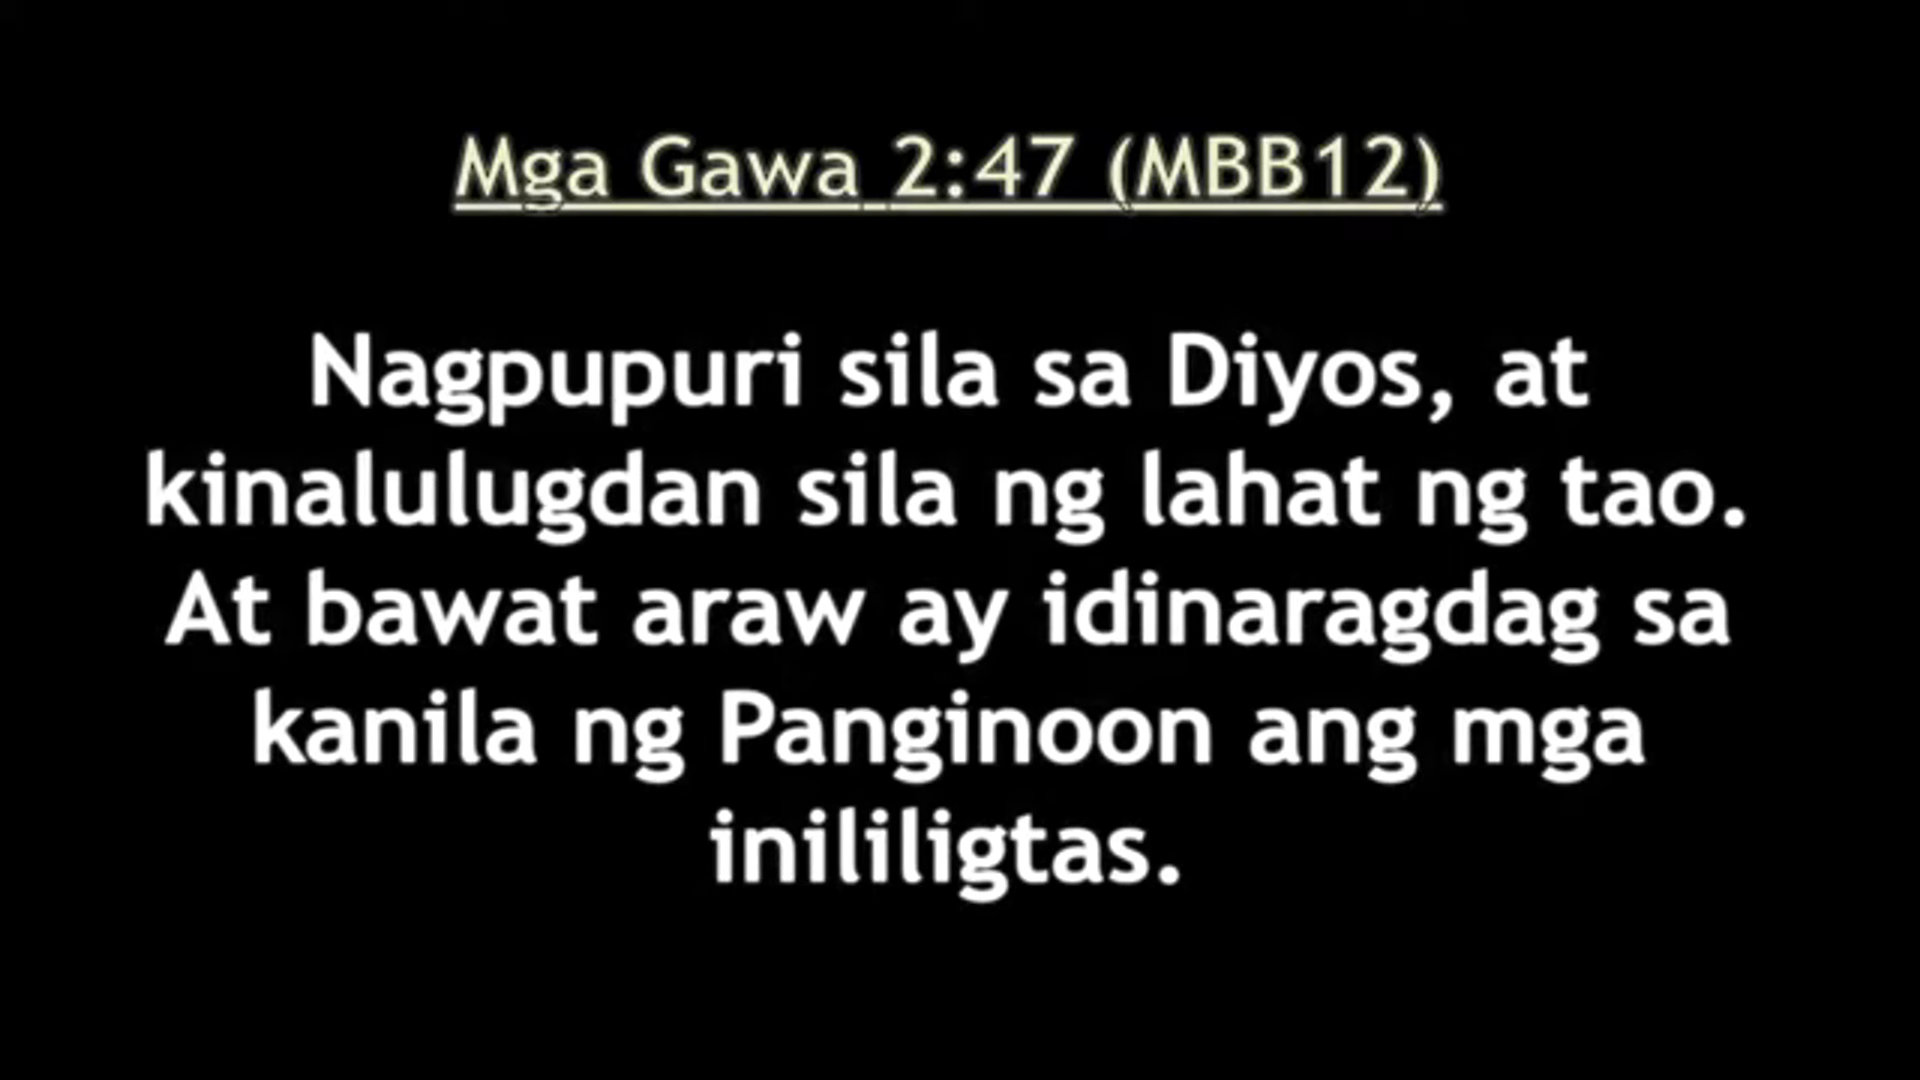 Mga Gawa 2:47 (MBB12)
Nagpupuri sila sa Diyos, at
kinalulugdan sila ng lahat ng tao.
At bawat araw ay idinaragdag sa
kanila ng Panginoon ang mga
inililigtas.